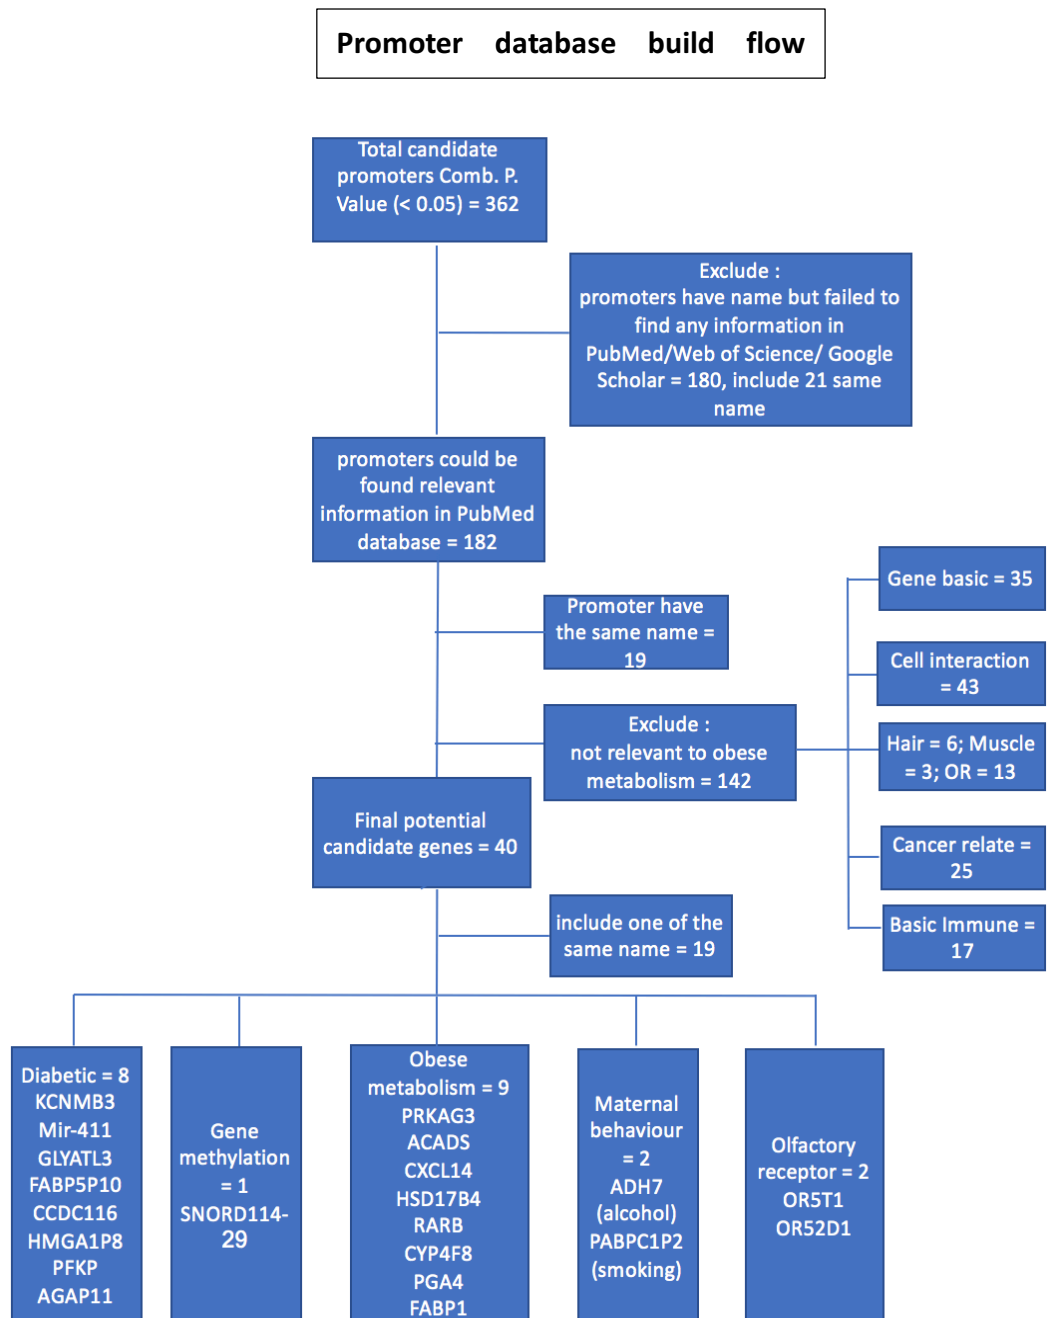 Promoter database build flow
Total candidate
promoters Comb. P.
Value (< 0.05) = 362
Exclude :
promoters have name but failed to
find any information in
PubMed/Web of Science/ Google
Scholar = 180, include 21 same
name
promoters could be
found relevant
information in PubMed
database = 182
Promoter have
the same name =
19
Exclude :
not relevant to obese
metabolism = 142
Gene basic = 35
Cell interaction
= 43
Hair = 6; Muscle
= 3; OR = 13
Cancer relate =
25
Basic Immune =
17
Final potential
candidate genes = 40
include one of the
same name = 19
Diabetic = 8
KCNMB3
Mir-411
GLYATL3
FABP5P10
CCDC116
HMGA1P8
PFKP
AGAP11
Gene
methylation
= 1
SNORD114-
29
Obese
metabolism = 9
PRKAG3
ACADS
CXCL14
HSD17B4
RARB
CYP4F8
PGA4
FABP1
Maternal
behaviour
= 2
ADH7
(alcohol)
PABPC1P2
(smoking)
Olfactory
receptor = 2
OR5T1
OR52D1